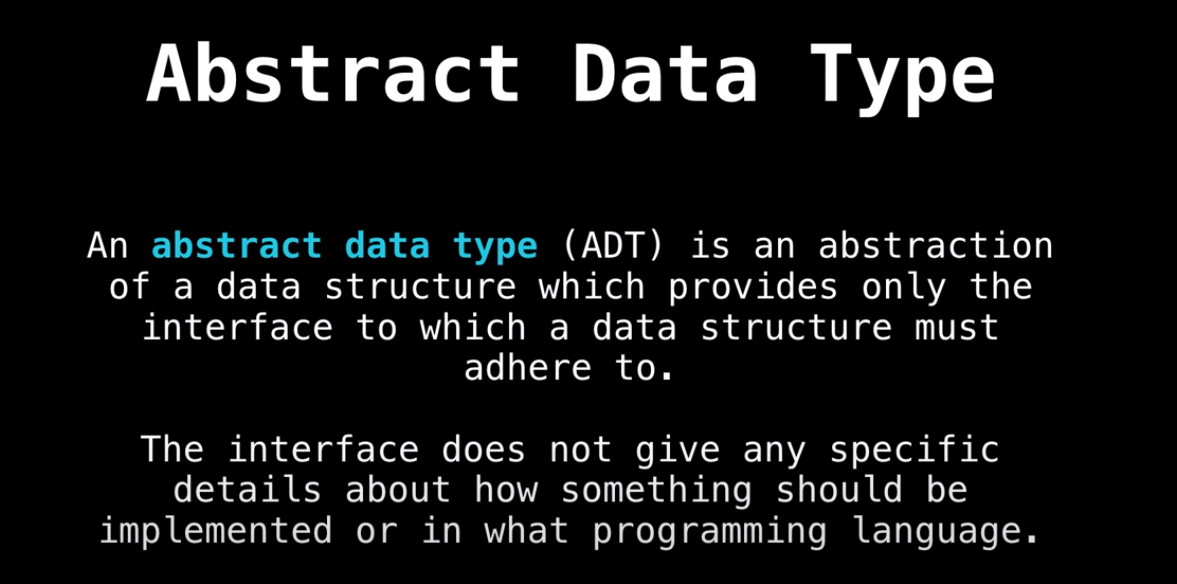 Abstract Data Type
An abstract data type (ADT) is an abstraction
of a data structure which provides only the
interface to which a data structure must
adhere to.
The interface does not give any specific
details about how something should be
implemented or in what programming language.